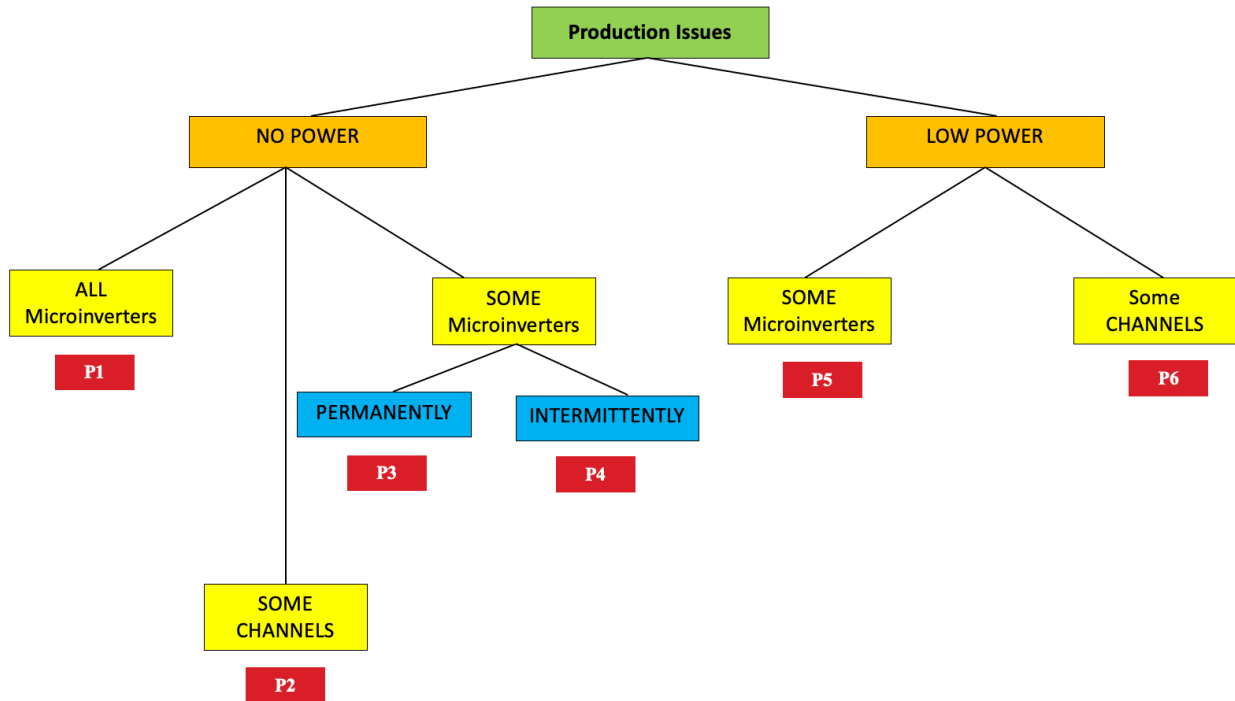 Production Issues
NO POWER
LOW POWER
ALL
Microinverters
P1
SOME
Microinverters
PERMANENTLY
P3
INTERMITTENTLY
P4
SOME
CHANNELS
P2
SOME
Microinverters
P5
Some
CHANNELS
P6